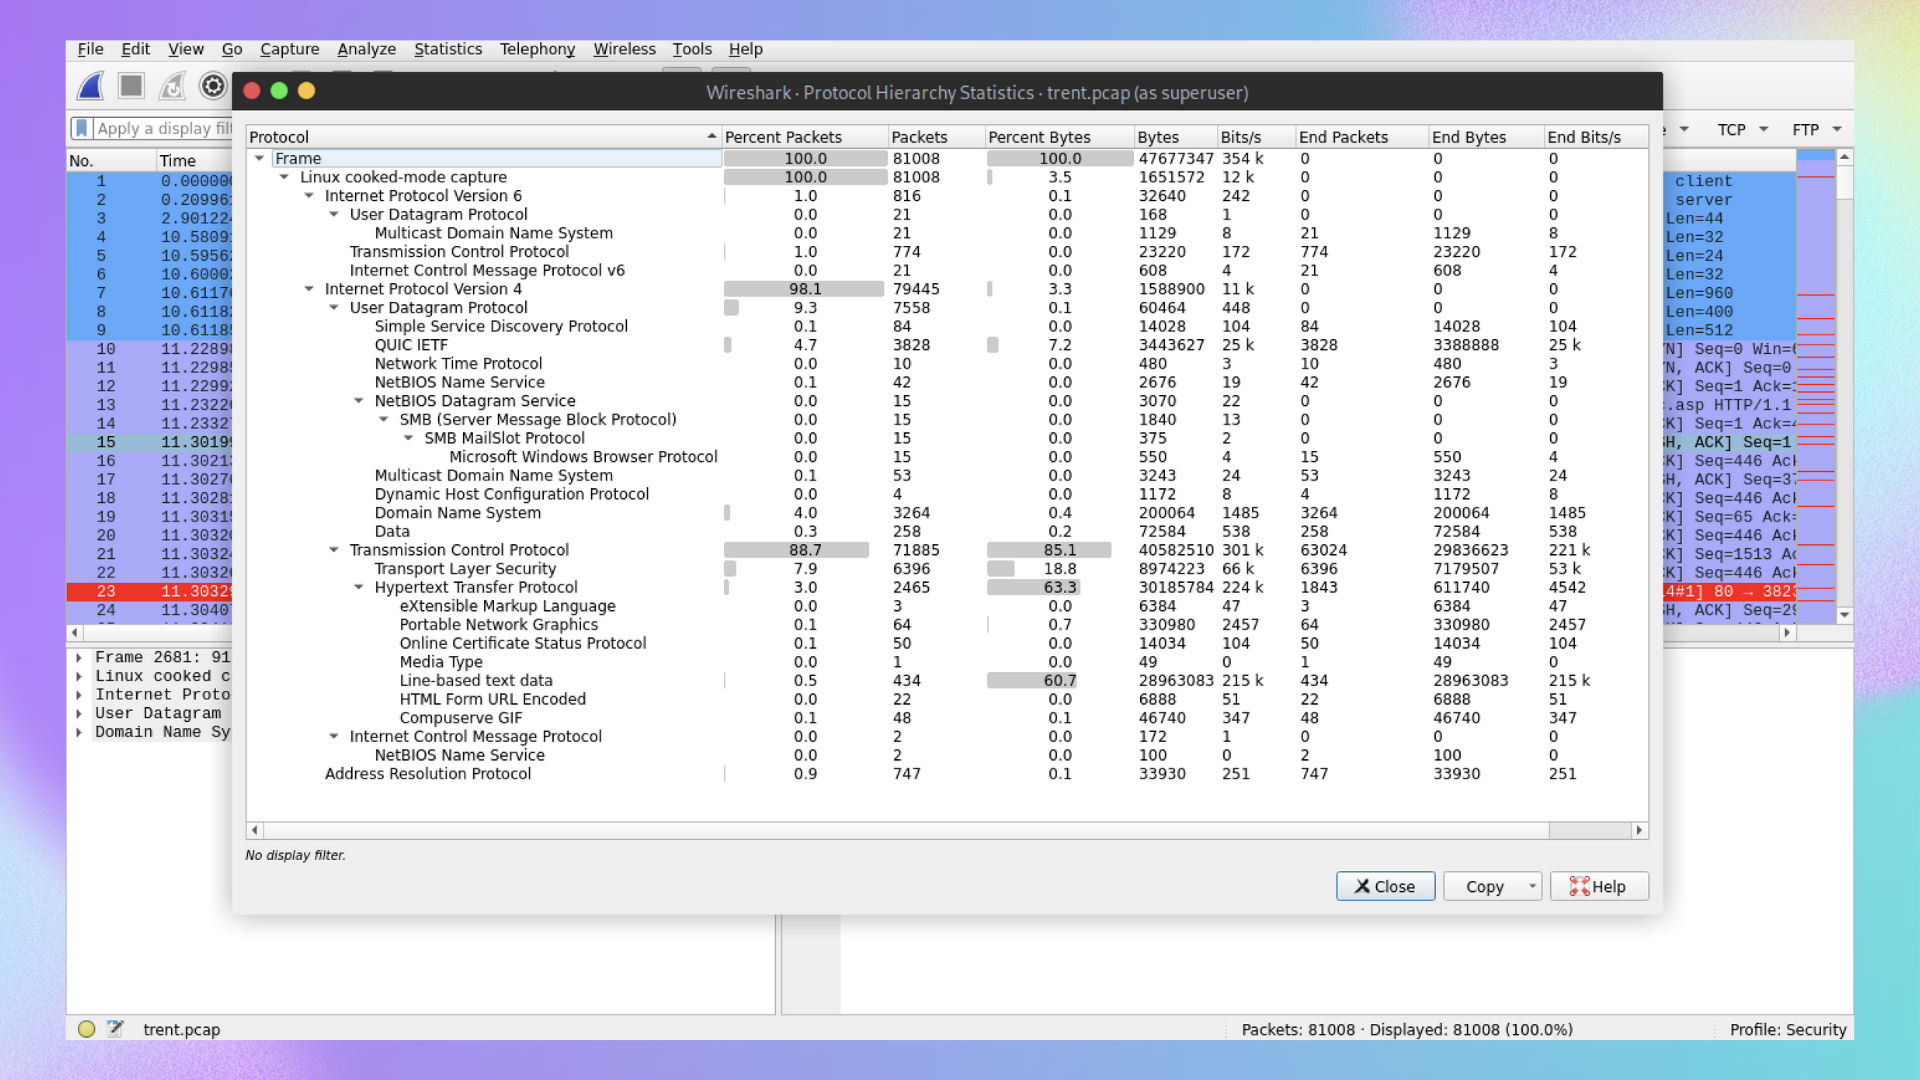 File Edit View Go Capture Analyze Statistics Telephony Wireless Tools Help
Wireshark · Protocol Hierarchy Statistics · trent.pcap (as superuser)
Apply a display filt
TCP FTP
No. Time
1 0.00000
2 0.20996
3 2.90122
4 10.5809
5 10.5956
6 10.6000
7 10.6117
8 10.6118
9 10.6118
10 11.2289
11 11.2298
12 11.2299
13 11.2322
14 11.2332
15 11.3019
16 11.3021
17 11.3027
18 11.3028
19 11.3031
20 11.3032
21 11.3032
22 11.3032
23 11.3032
24 11.3040
Protocol Percent Packets Packets Percent Bytes Bytes Bits/s End Packets End Bytes End Bits/s
Frame 100.0 81008 100.0 47677347 354 k 0 0 0
Linux cooked-mode capture 100.0 81008 3.5 1651572 12 k 0 0 0
Internet Protocol Version 6 1.0 816 0.1 32640 242 0 0 0
User Datagram Protocol 0.0 21 0.0 168 1 0 0 0
Multicast Domain Name System 0.0 21 0.0 1129 8 21 1129 8
Transmission Control Protocol 1.0 774 0.0 23220 172 774 23220 172
Internet Control Message Protocol v6 0.0 21 0.0 608 4 21 608 4
Internet Protocol Version 4 98.1 79445 3.3 1588900 11 k 0 0 0
User Datagram Protocol 9.3 7558 0.1 60464 448 0 0 0
Simple Service Discovery Protocol 0.1 84 0.0 14028 104 84 14028 104
QUIC IETF 4.7 3828 7.2 3443627 25 k 3828 3388888 25 k
Network Time Protocol 0.0 10 0.0 480 3 10 480 3
NetBIOS Name Service 0.1 42 0.0 2676 19 42 2676 19
NetBIOS Datagram Service 0.0 15 0.0 3070 22 0 0 0
SMB (Server Message Block Protocol) 0.0 15 0.0 1840 13 0 0 0
SMB MailSlot Protocol 0.0 15 0.0 375 2 0 0 0
Microsoft Windows Browser Protocol 0.0 15 0.0 550 4 15 550 4
Multicast Domain Name System 0.1 53 0.0 3243 24 53 3243 24
Dynamic Host Configuration Protocol 0.0 4 0.0 1172 8 4 1172 8
Domain Name System 4.0 3264 0.4 200064 1485 3264 200064 1485
Data 0.3 258 0.2 72584 538 258 72584 538
Transmission Control Protocol 88.7 71885 85.1 40582510 301 k 63024 29836623 221 k
Transport Layer Security 7.9 6396 18.8 8974223 66 k 6396 7179507 53 k
Hypertext Transfer Protocol 3.0 2465 63.3 30185784 224 k 1843 611740 4542
eXtensible Markup Language 0.0 3 0.0 6384 47 3 6384 47
Portable Network Graphics 0.1 64 0.7 330980 2457 64 330980 2457
Online Certificate Status Protocol 0.1 50 0.0 14034 104 50 14034 104
Media Type 0.0 1 0.0 49 0 1 49 0
Line-based text data 0.5 434 60.7 28963083 215 k 434 28963083 215 k
HTML Form URL Encoded 0.0 22 0.0 6888 51 22 6888 51
Compuserve GIF 0.1 48 0.1 46740 347 48 46740 347
Internet Control Message Protocol 0.0 2 0.0 172 1 0 0 0
NetBIOS Name Service 0.0 2 0.0 100 0 2 100 0
Address Resolution Protocol 0.9 747 0.1 33930 251 747 33930 251
No display filter.
Close Copy Help
client
server
Len=44
Len=32
Len=24
Len=32
Len=960
Len=400
Len=512
N] Seq=0 Win=
N, ACK] Seq=0
K] Seq=1 Ack=
.asp HTTP/1.1
K] Seq=1 Ack=
H, ACK] Seq=1
K] Seq=446 Ac
H, ACK] Seq=3
K] Seq=446 Ac
K] Seq=65 Ack
K] Seq=446 Ac
K] Seq=1513 A
K] Seq=446 Ac
4#1] 80 → 382
H, ACK] Seq=2
Frame 2681: 91
Linux cooked c
Internet Proto
User Datagram
Domain Name Sy
trent.pcap
Packets: 81008 · Displayed: 81008 (100.0%)
Profile: Security